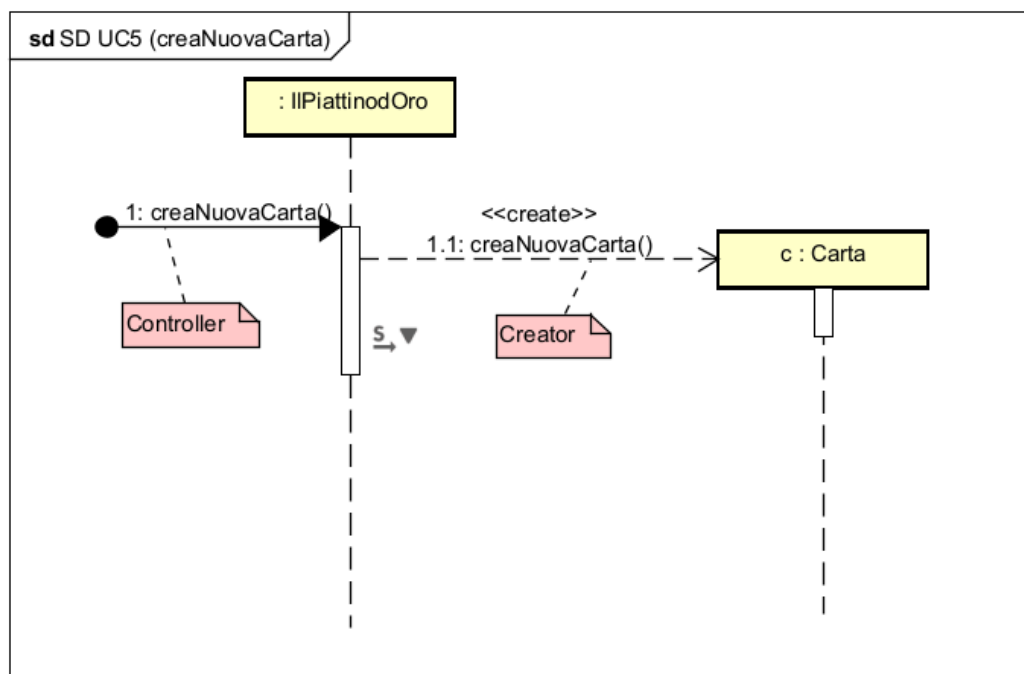 sd SD UC5 (creaNuovaCarta)
: IlPiattinodOro
1: creaNuovaCarta()
<<create>>
1.1: creaNuovaCarta()
c : Carta
Controller
Creator
S